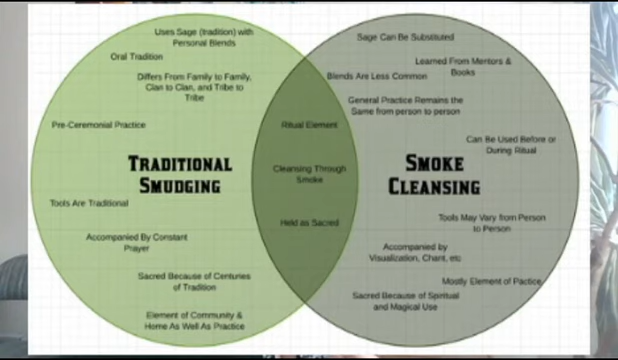 Uses Sage (tradition) with
Personal Blends
Oral Tradition
Differs From Family to Family,
Clan to Clan, and Tribe to
Tribe
Pre-Ceremonial Practice
TRADITIONAL
SMUDGING
Tools Are Traditional
Accompanied By Constant
Prayer
Sacred Because of Centuries
of Tradition
Element of Community &
Home As Well As Practice
Ritual Element
Cleansing Through
Smoke
Held as Sacred
Sage Can Be Substituted
Learned From Mentors &
Books
Blends Are Less Common
General Practice Remains the
Same from person to person
Can Be Used Before or
During Ritual
SMOKE
CLEANSING
Tools May Vary from Person
to Person
Accompanied by
Visualization, Chant, etc
Mostly Element of Pactice
Sacred Because of Spiritual
and Magical Use